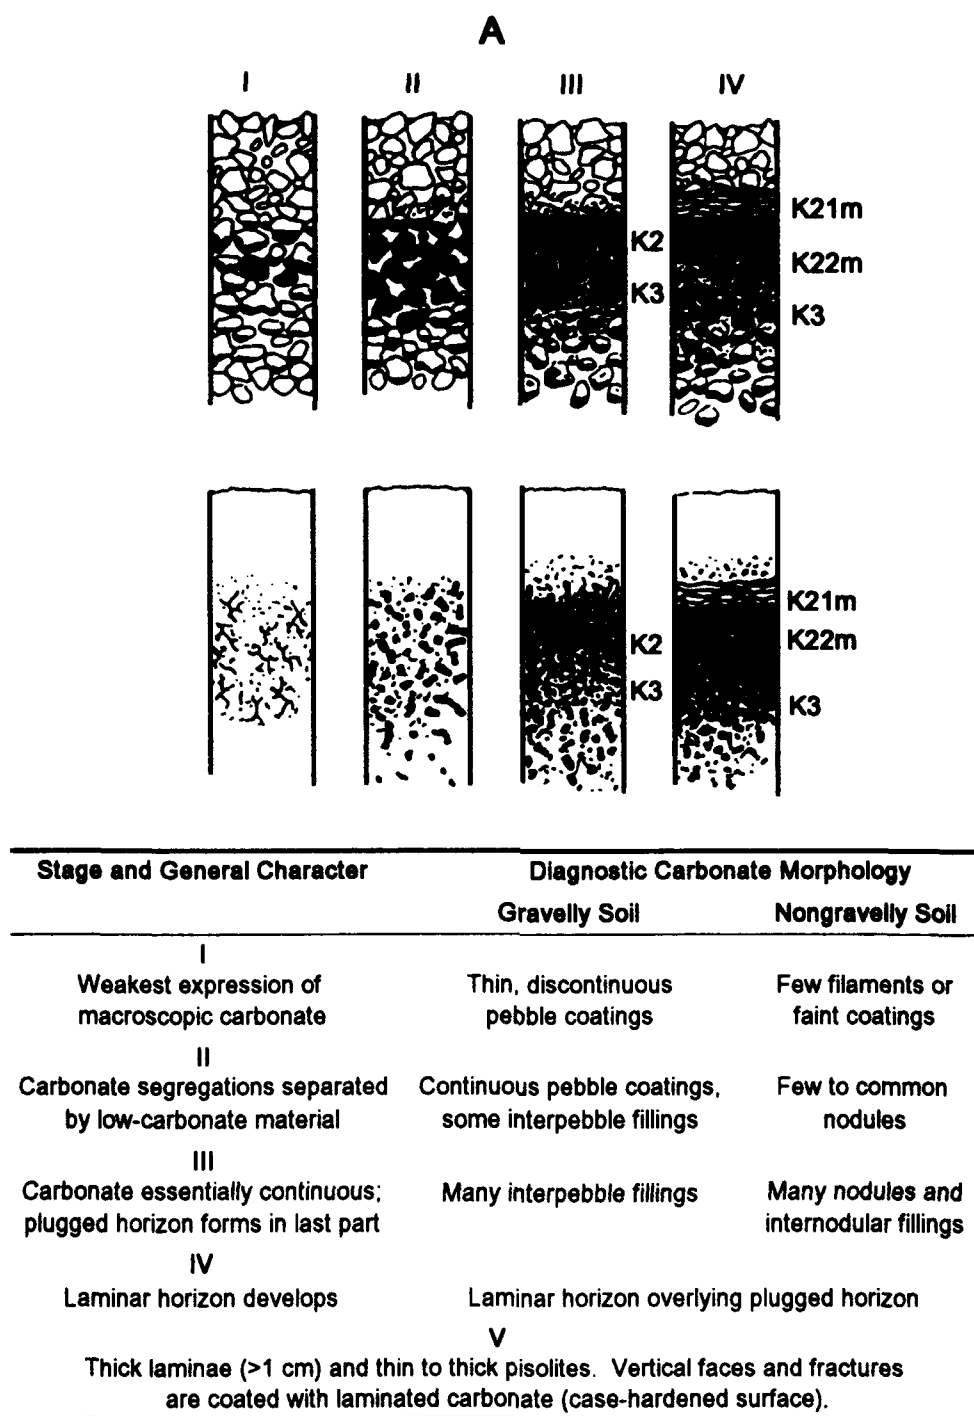 A
I II III IV
K21m
K2
K22m
K3
K3
K21m
K2 K22m
K3
K3
Stage and General Character Diagnostic Carbonate Morphology
Gravelly Soil Nongravelly Soil
I
Weakest expression of Thin, discontinuous Few filaments or
macroscopic carbonate pebble coatings faint coatings
II
Carbonate segregations separated Continuous pebble coatings, Few to common
by low-carbonate material some interpebble fillings nodules
III
Carbonate essentially continuous; Many interpebble fillings Many nodules and
plugged horizon forms in last part internodular fillings
IV
Laminar horizon develops Laminar horizon overlying plugged horizon
V
Thick laminae (>1 cm) and thin to thick pisolites. Vertical faces and fractures
are coated with laminated carbonate (case-hardened surface).